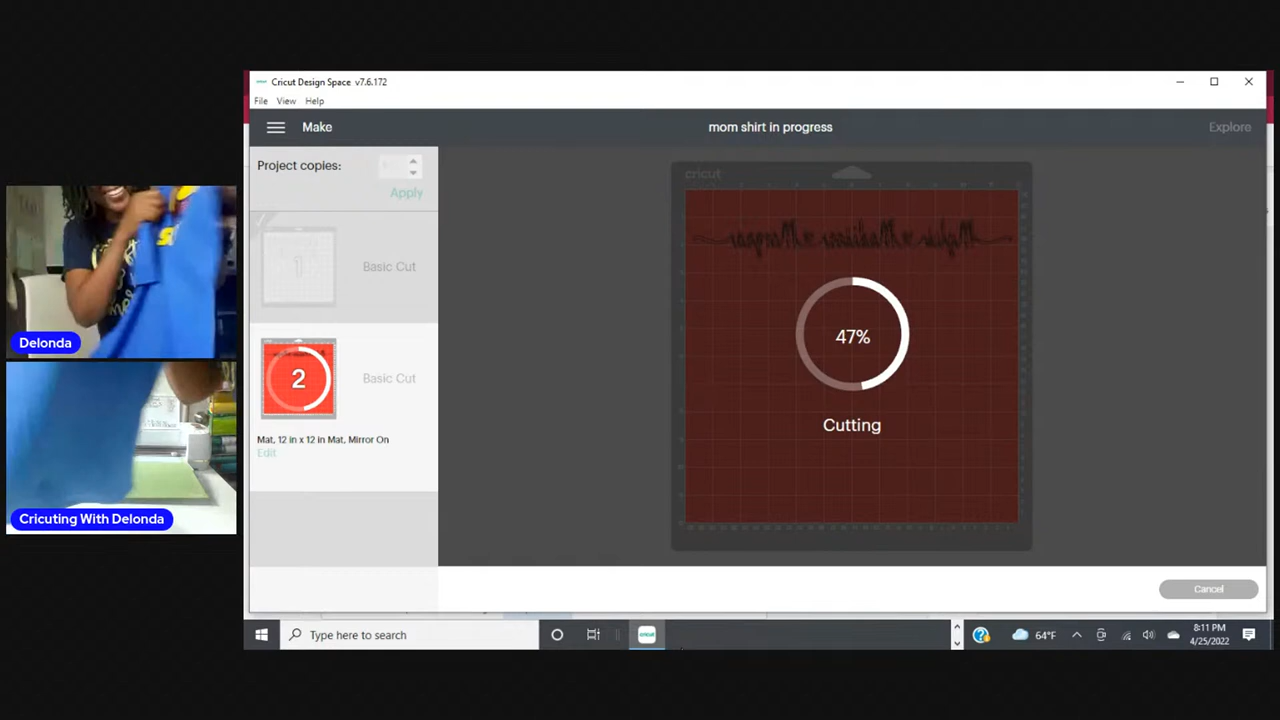 Cricut Design Space v7.6.172
File View Help
Make
mom shirt in progress
Explore
Project copies:
Apply
cricut
1
Basic Cut
2
Basic Cut
47%
Cutting
Mat, 12 in x 12 in Mat, Mirror On
Edit
Cancel
Delonda
Cricuting With Delonda
Type here to search
cricut
64°F
8:11 PM
4/25/2022